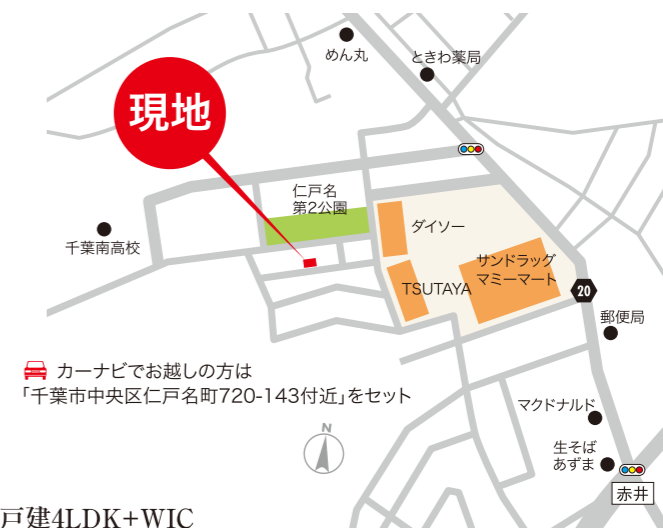 めん丸
ときわ薬局
現地
仁戸名
第2公園
千葉南高校
ダイソー
サンドラッグ
マミーマート
TSUTAYA
20
郵便局
カーナビでお越しの方は
「千葉市中央区仁戸名町720-143付近」をセット
マクドナルド
N
生そば
あずま
赤井
戸建4LDK+WIC